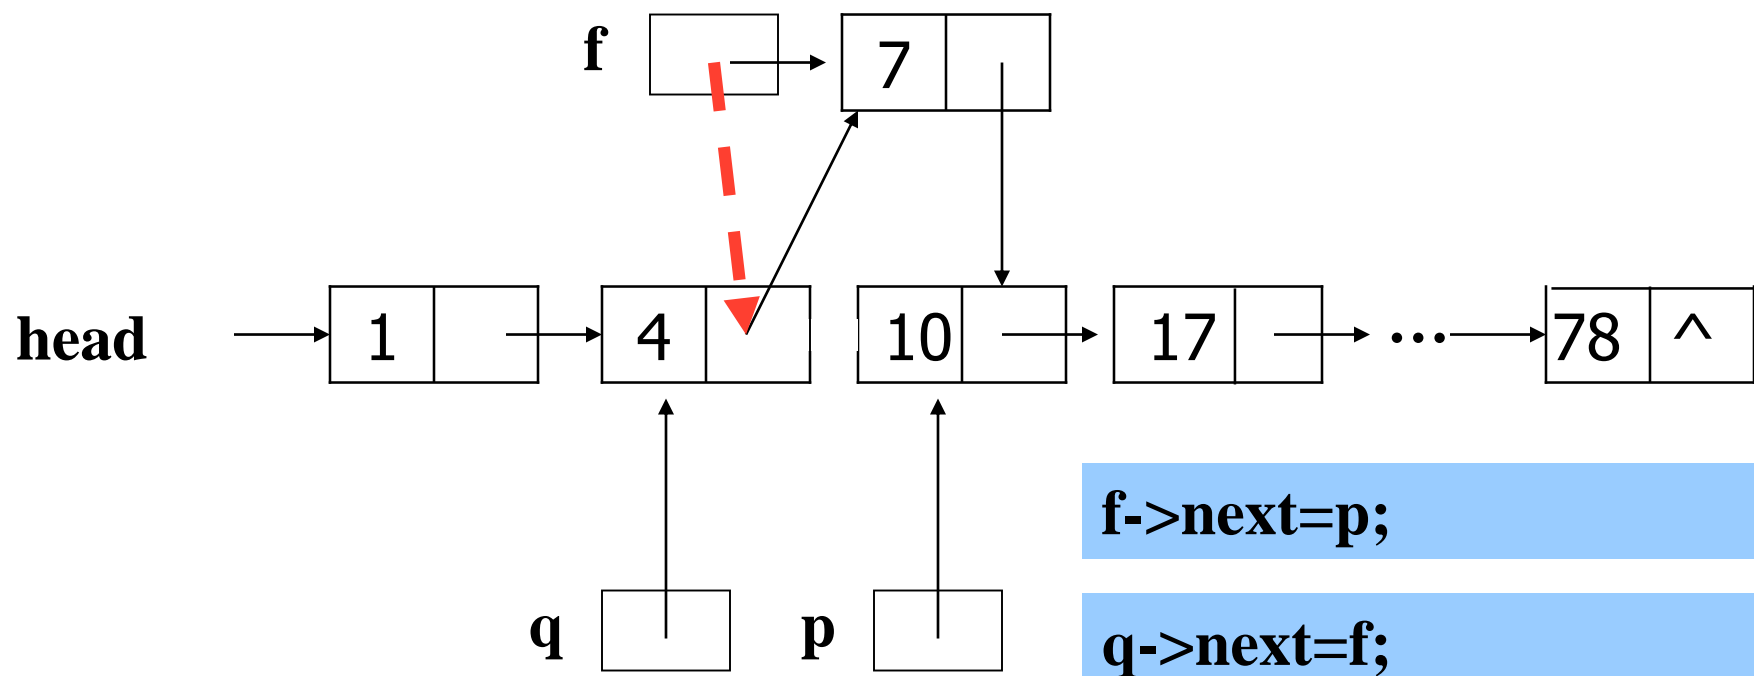 f 7
head 1 4 10 17 ... 78 ^
f->next=p;
q p
q->next=f;